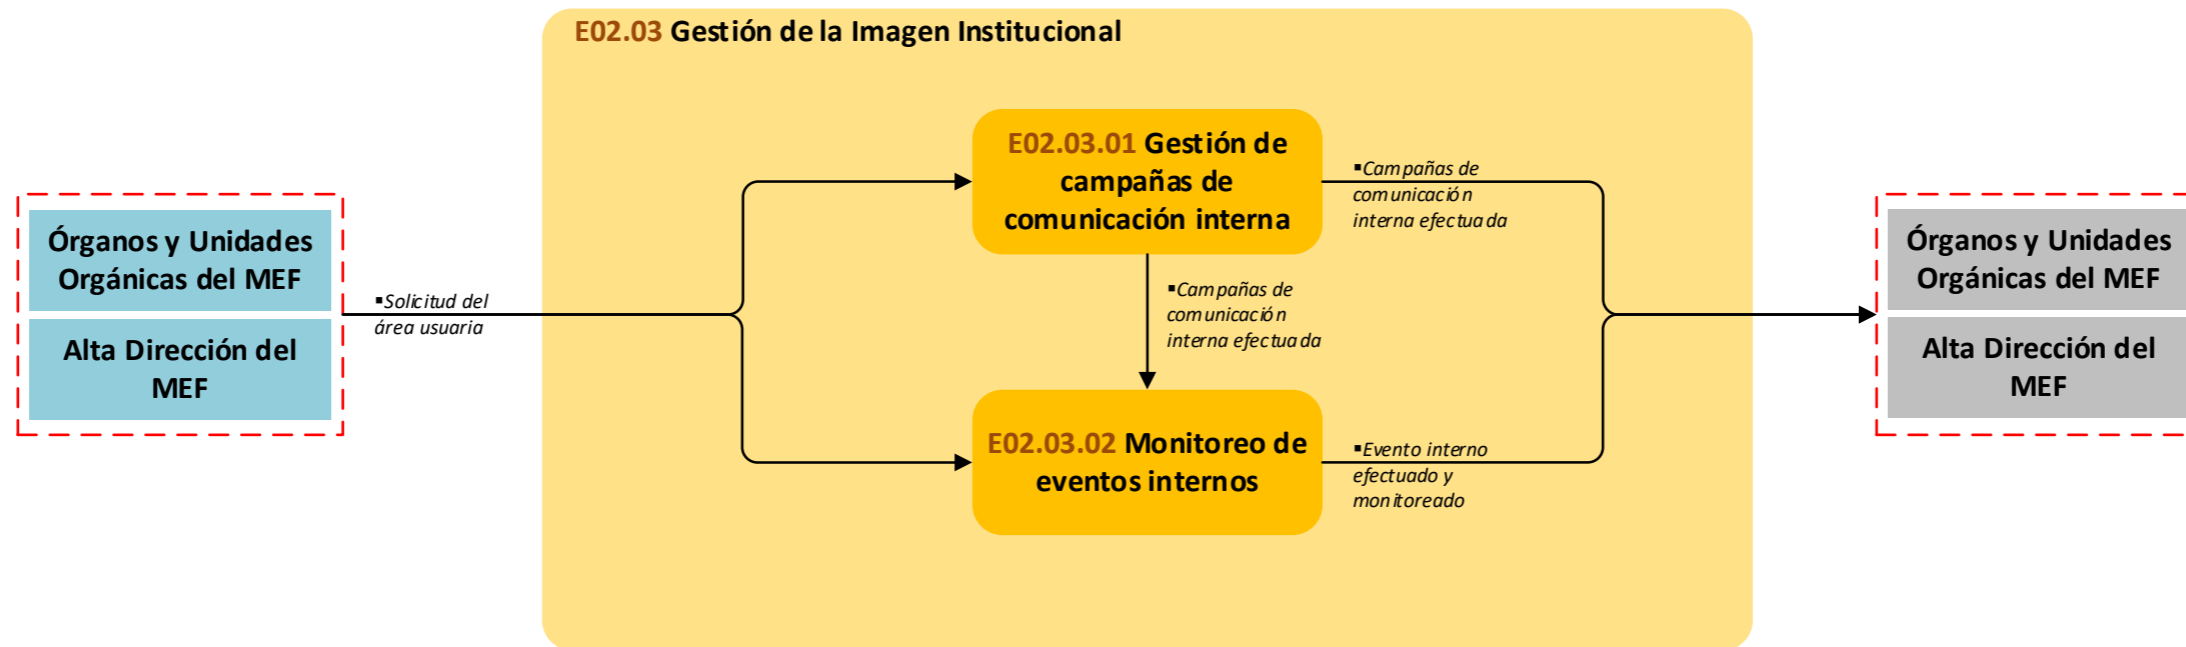 E02.03 Gestión de la Imagen Institucional
Órganos y Unidades
Orgánicas del MEF
Alta Dirección del
MEF
▪Solicitud del
área usuaria
E02.03.01 Gestión de
campañas de
comunicación interna
▪Campañas de
comunicación
interna efectuada
▪Campañas de
comunicación
interna efectuada
E02.03.02 Monitoreo de
eventos internos
▪Evento interno
efectuado y
monitoreado
Órganos y Unidades
Orgánicas del MEF
Alta Dirección del
MEF